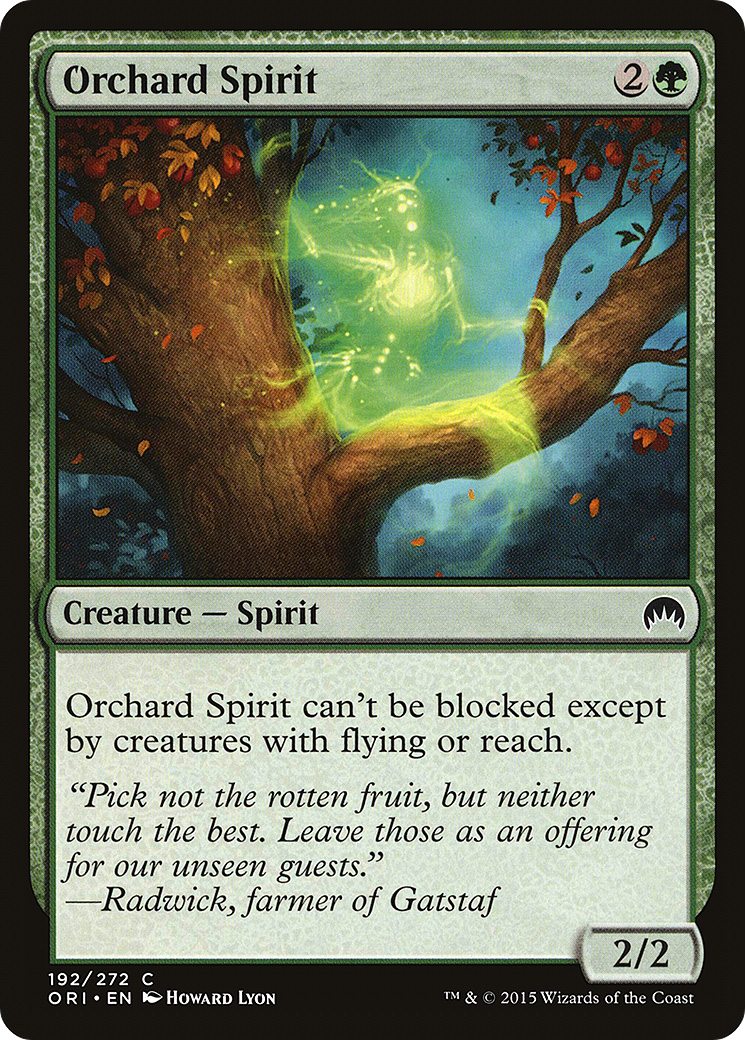 Orchard Spirit 2
Creature — Spirit
Orchard Spirit can't be blocked except
by creatures with flying or reach.
“Pick not the rotten fruit, but neither
touch the best. Leave those as an offering
for our unseen guests.”
—Radwick, farmer of Gatstaf
2/2
192/272 C
ORI • EN Howard Lyon
™ & © 2015 Wizards of the Coast